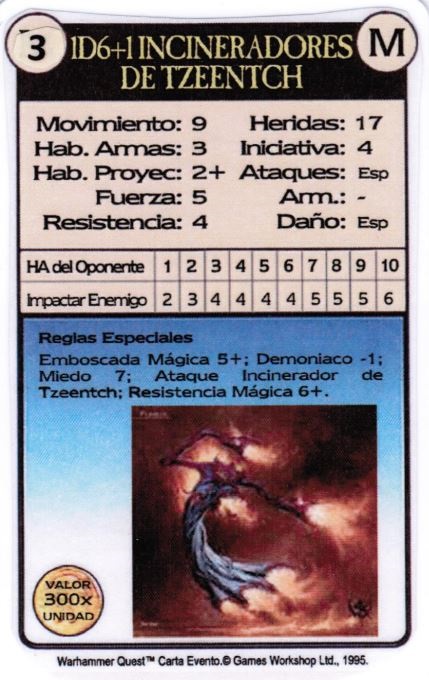 3
1D6+1 INCINERADORES
DE TZEENTCH
M
Movimiento: 9 Heridas: 17
Hab. Armas: 3 Iniciativa: 4
Hab. Proyec: 2+ Ataques: Esp
Fuerza: 5 Arm.: -
Resistencia: 4 Daño: Esp
HA del Oponente 1 2 3 4 5 6 7 8 9 10
Impactar Enemigo 2 3 4 4 4 4 5 5 5 6
Reglas Especiales
Emboscada Mágica 5+; Demoniaco -1;
Miedo 7; Ataque Incinerador de
Tzeentch; Resistencia Mágica 6+.
VALOR
300x
UNIDAD
Warhammer Quest™ Carta Evento.© Games Workshop Ltd., 1995.